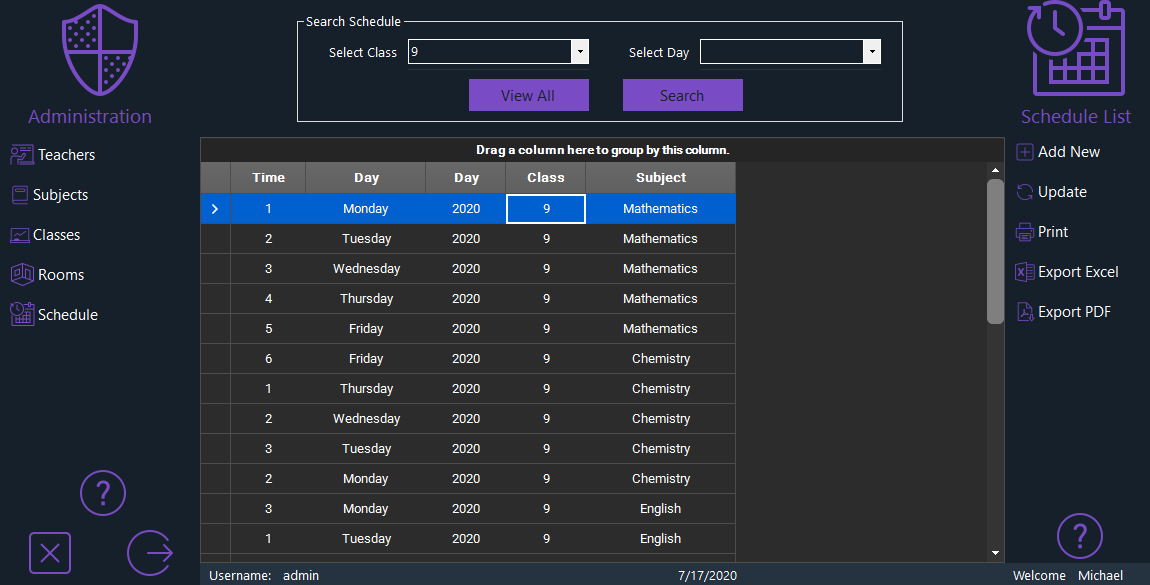 Search Schedule
Select Class 9 Select Day
View All Search
Administration
Teachers
Subjects
Classes
Rooms
Schedule
Drag a column here to group by this column.
Time Day Day Class Subject
1 Monday 2020 9 Mathematics
2 Tuesday 2020 9 Mathematics
3 Wednesday 2020 9 Mathematics
4 Thursday 2020 9 Mathematics
5 Friday 2020 9 Mathematics
6 Friday 2020 9 Chemistry
1 Thursday 2020 9 Chemistry
2 Wednesday 2020 9 Chemistry
3 Tuesday 2020 9 Chemistry
2 Monday 2020 9 Chemistry
3 Monday 2020 9 English
1 Tuesday 2020 9 English
Schedule List
Add New
Update
Print
Export Excel
Export PDF
Username: admin 7/17/2020 Welcome Michael